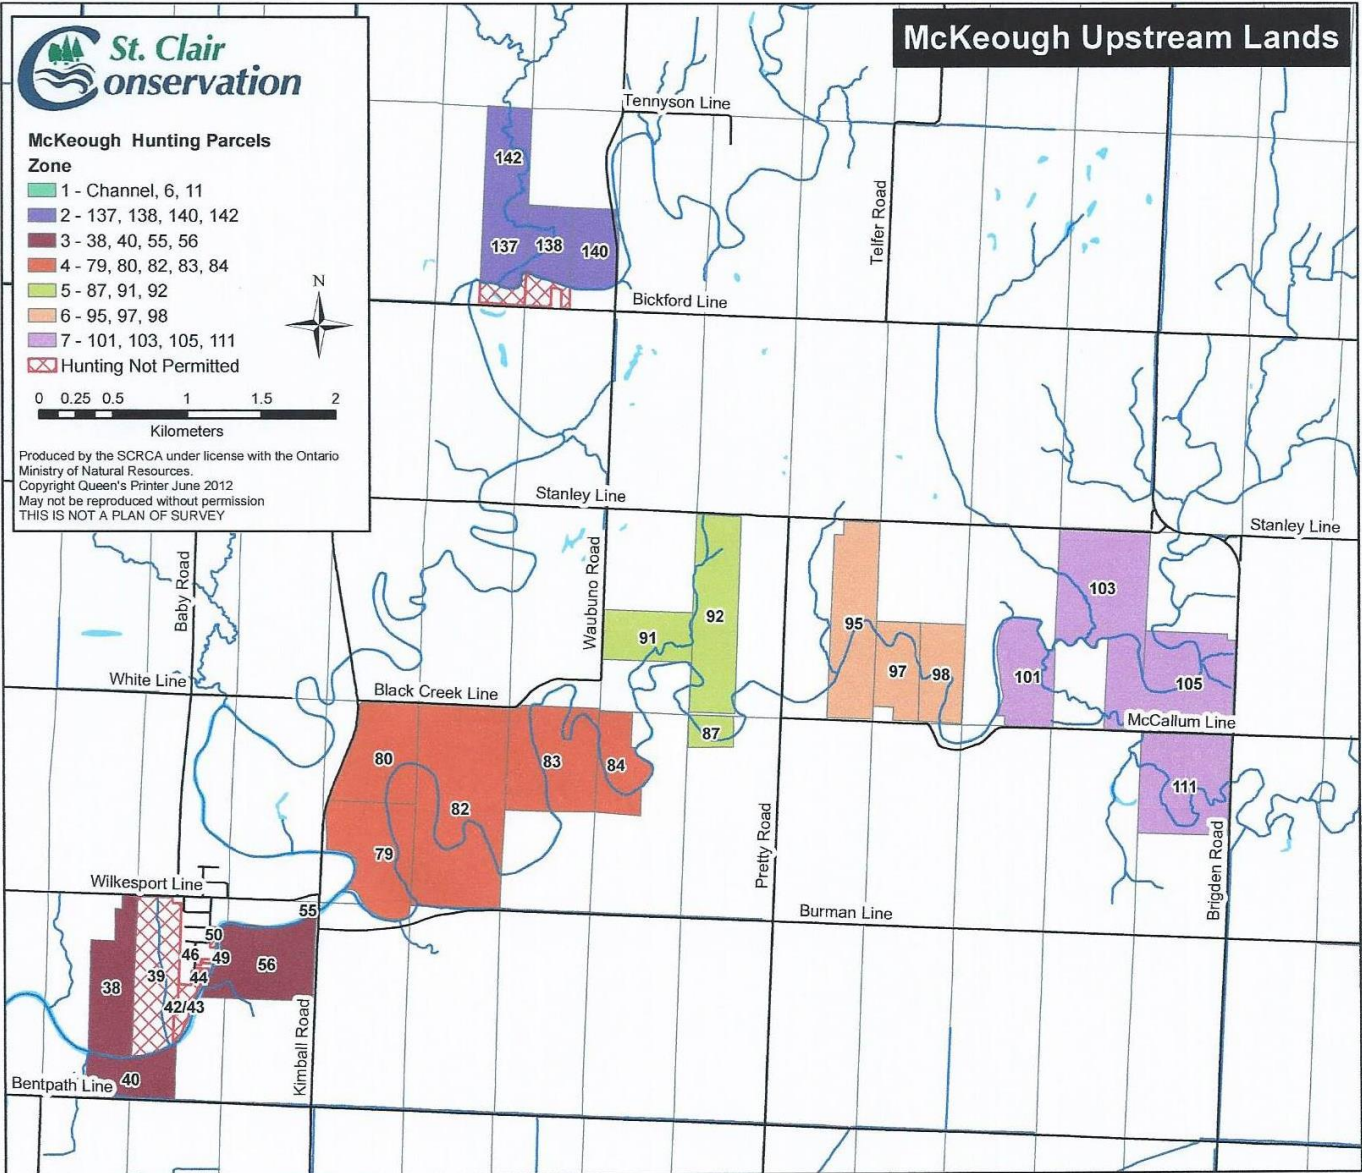 St. Clair
Conservation
McKeough Upstream Lands
McKeough Hunting Parcels
Zone
1 - Channel, 6, 11
2 - 137, 138, 140, 142
3 - 38, 40, 55, 56
4 - 79, 80, 82, 83, 84
5 - 87, 91, 92
6 - 95, 97, 98
7 - 101, 103, 105, 111
Hunting Not Permitted
N
0 0.25 0.5 1 1.5 2
Kilometers
Produced by the SCRCA under license with the Ontario
Ministry of Natural Resources.
Copyright Queen's Printer June 2012
May not be reproduced without permission
THIS IS NOT A PLAN OF SURVEY
Tennyson Line
142
Telfer Road
137
138
140
Bickford Line
Stanley Line
Stanley Line
Baby Road
Waubuno Road
103
92
91
95
97
98
101
105
White Line
Black Creek Line
McCallum Line
87
80
83
84
111
82
79
Pretty Road
Brigden Road
Wilkesport Line
55
Burman Line
50
46
49
56
44
39
38
42/43
Kimball Road
40
Bentpath Line